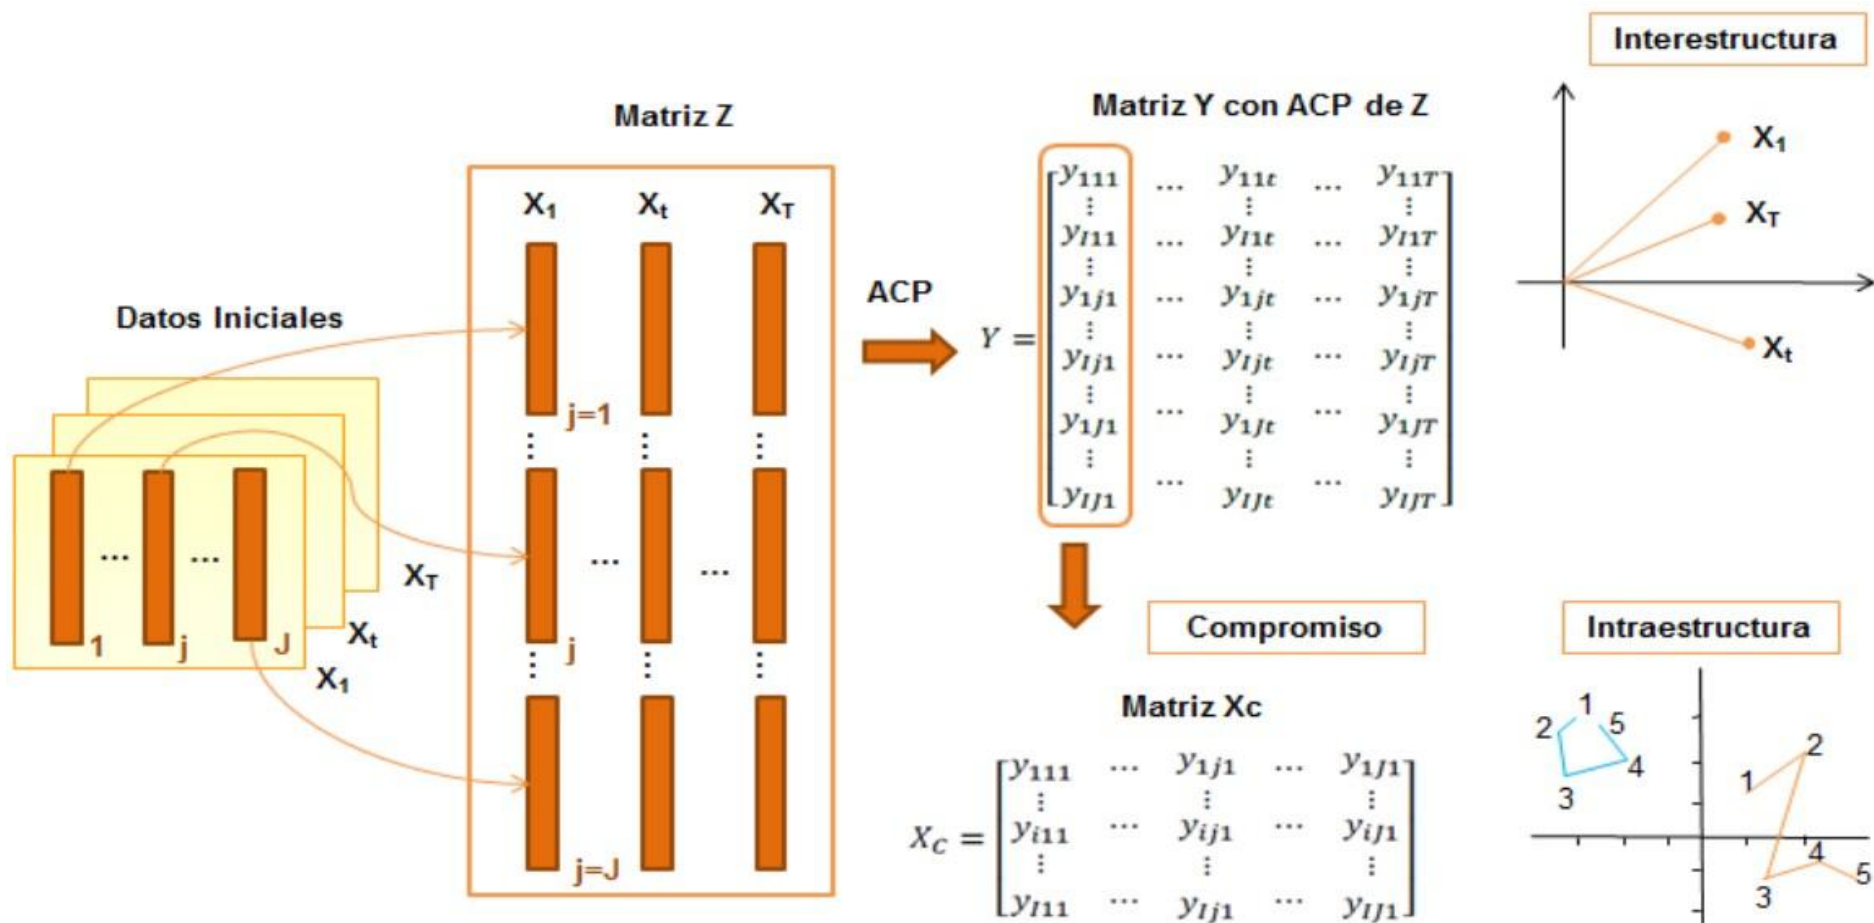 Datos Iniciales
1 ... j ... J
X₁
Xₜ
X_T
Matriz Z
X₁ Xₜ X_T
j=1
⋮ ⋮ ⋮
... ...
j
⋮ ⋮ ⋮
j=J
ACP
Matriz Y con ACP de Z
y₁₁₁ ... y₁₁ₜ ... y₁₁T
⋮ ⋮ ⋮
y_I11 ... y_I1t ... y_I1T
⋮ ⋮ ⋮
y_1j1 ... y_1jt ... y_1jT
⋮ ⋮ ⋮
Y =
y_Ij1 ... y_Ijt ... y_IjT
⋮ ⋮ ⋮
y_1J1 ... y_1Jt ... y_1JT
⋮ ⋮ ⋮
y_IJ1 ... y_IJt ... y_IJT
Interestructura
X₁
X_T
Xₜ
Compromiso
Matriz Xc
y₁₁₁ ... y_1j1 ... y_1J1
⋮ ⋮ ⋮
X_C = y_i11 ... y_ij1 ... y_iJ1
⋮ ⋮ ⋮
y_I11 ... y_Ij1 ... y_IJ1
Intraestructura
1
2 5
4
3
2
1
4
3 5